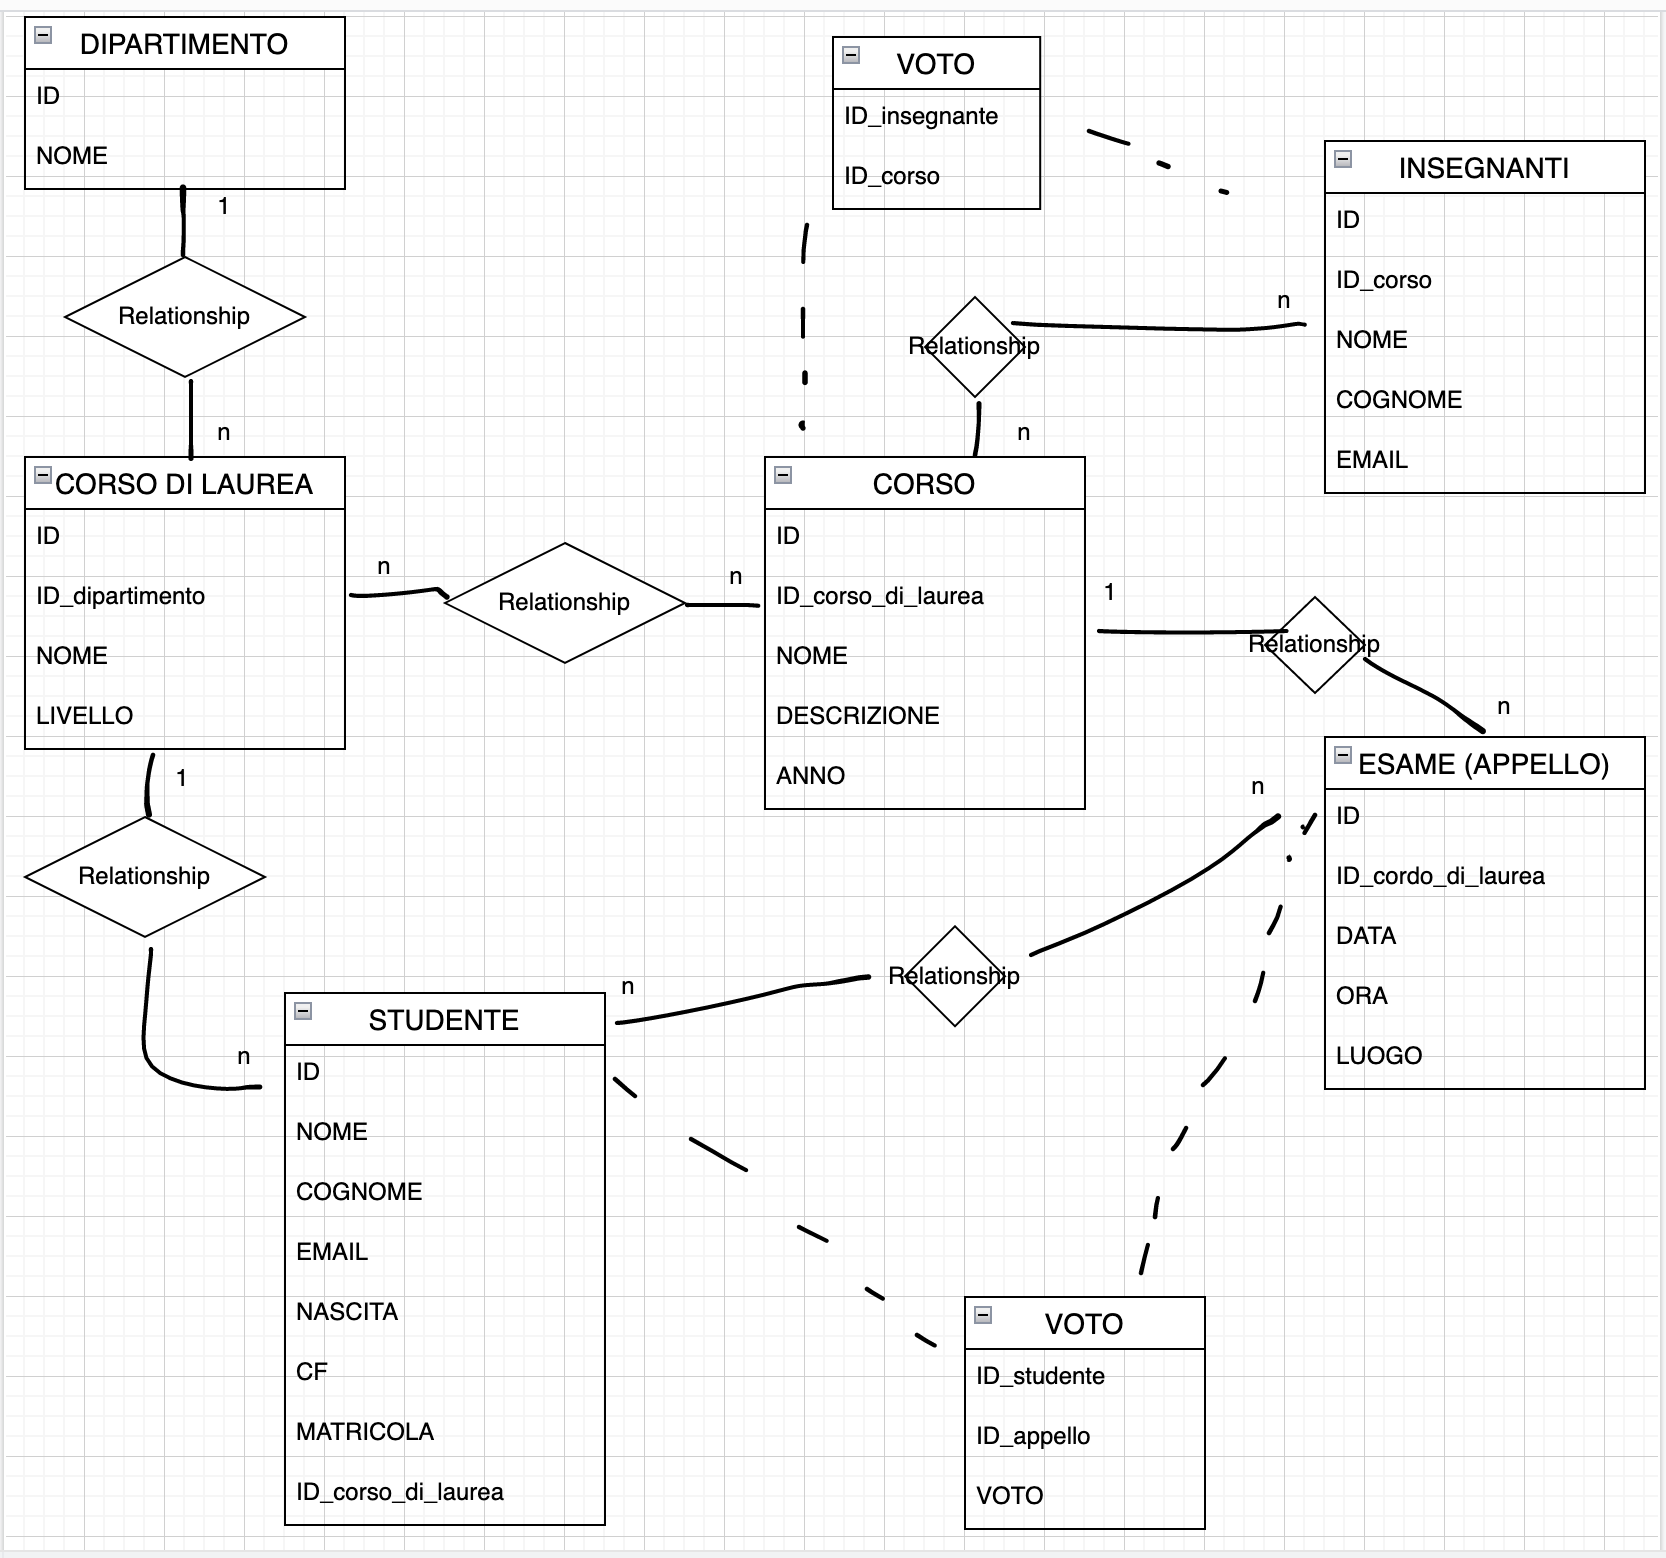 DIPARTIMENTO
ID
NOME
1
Relationship
n
VOTO
ID_insegnante
ID_corso
INSEGNANTI
ID
ID_corso
NOME
COGNOME
EMAIL
n
Relationship
n
CORSO DI LAUREA
ID
ID_dipartimento
NOME
LIVELLO
n
Relationship
n
CORSO
ID
ID_corso_di_laurea
NOME
DESCRIZIONE
ANNO
1
Relationship
n
ESAME (APPELLO)
ID
ID_cordo_di_laurea
DATA
ORA
LUOGO
1
Relationship
n
n
Relationship
n
STUDENTE
ID
NOME
COGNOME
EMAIL
NASCITA
CF
MATRICOLA
ID_corso_di_laurea
VOTO
ID_studente
ID_appello
VOTO